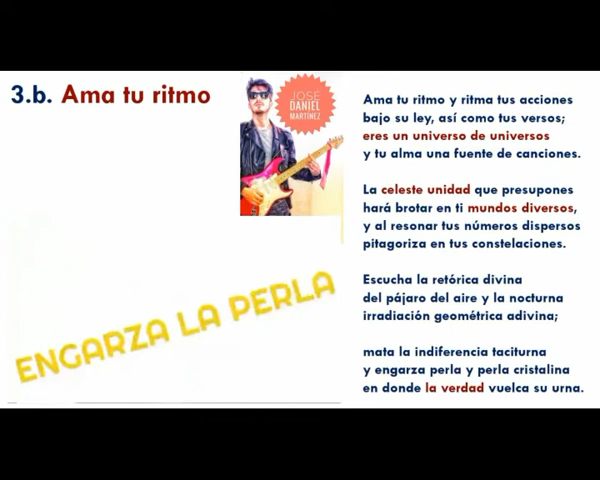 3.b. Ama tu ritmo
JOSÉ
DANIEL
MARTÍNEZ
ENGARZA LA PERLA
Ama tu ritmo y ritma tus acciones
bajo su ley, así como tus versos;
eres un universo de universos
y tu alma una fuente de canciones.
La celeste unidad que presupones
hará brotar en ti mundos diversos,
y al resonar tus números dispersos
pitagoriza en tus constelaciones.
Escucha la retórica divina
del pájaro del aire y la nocturna
irradiación geométrica adivina;
mata la indiferencia taciturna
y engarza perla y perla cristalina
en donde la verdad vuelca su urna.